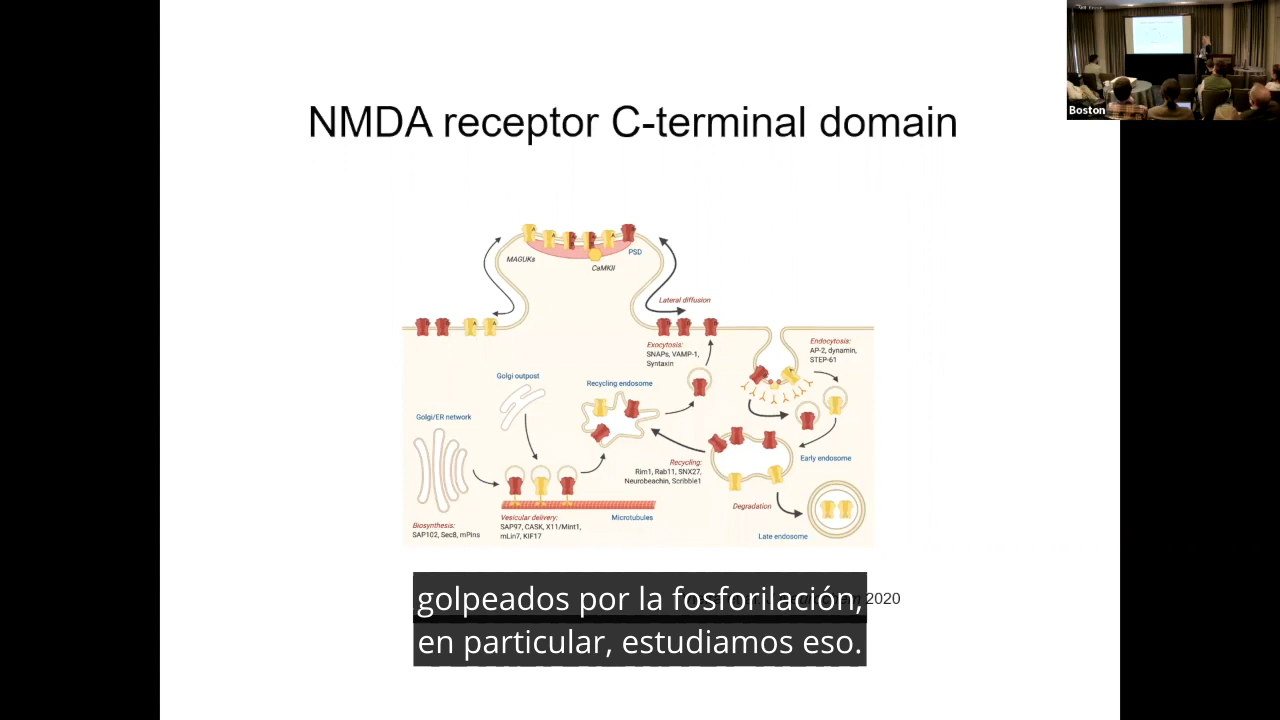 Boston
NMDA receptor C-terminal domain
MAGUKs
CaMKII
PSD
Lateral diffusion
Exocytosis:
SNAPs, VAMP-1,
Syntaxin
Endocytosis:
AP-2, dynamin,
STEP-61
Golgi outpost
Recycling endosome
Golgi/ER network
Early endosome
Recycling:
Rim1, Rab11, SNX27,
Neurobeachin, Scribble1
Degradation
Late endosome
Biosynthesis:
SAP102, Sec8, mPins
Vesicular delivery:
SAP97, CASK, X11/Mint1,
mLin7, KIF17
Microtubules
2020
golpeados por la fosforilación,
en particular, estudiamos eso.